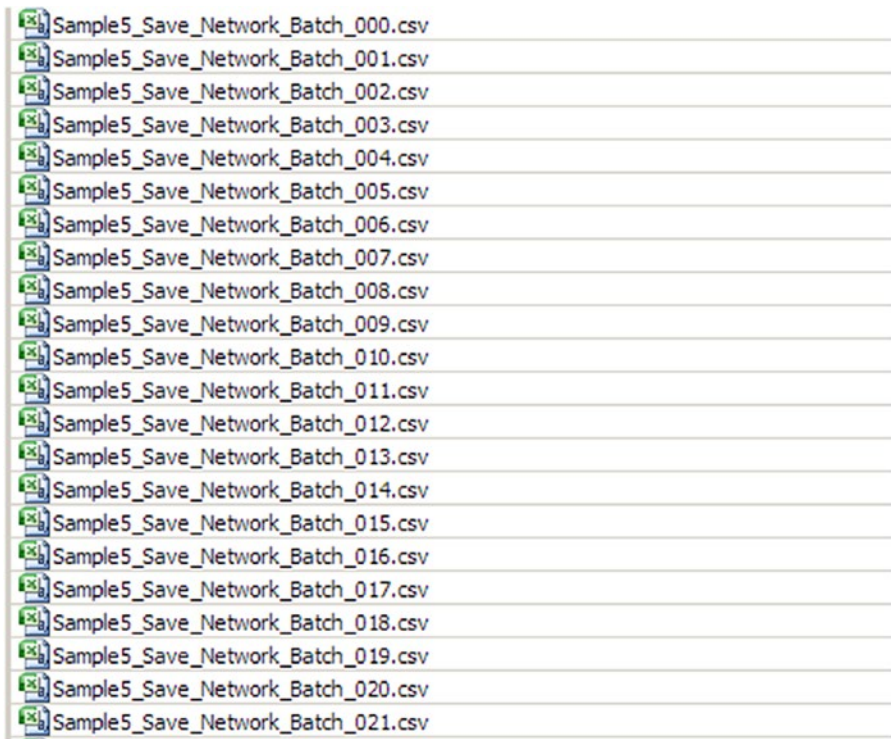 Sample5_Save_Network_Batch_000.csv
Sample5_Save_Network_Batch_001.csv
Sample5_Save_Network_Batch_002.csv
Sample5_Save_Network_Batch_003.csv
Sample5_Save_Network_Batch_004.csv
Sample5_Save_Network_Batch_005.csv
Sample5_Save_Network_Batch_006.csv
Sample5_Save_Network_Batch_007.csv
Sample5_Save_Network_Batch_008.csv
Sample5_Save_Network_Batch_009.csv
Sample5_Save_Network_Batch_010.csv
Sample5_Save_Network_Batch_011.csv
Sample5_Save_Network_Batch_012.csv
Sample5_Save_Network_Batch_013.csv
Sample5_Save_Network_Batch_014.csv
Sample5_Save_Network_Batch_015.csv
Sample5_Save_Network_Batch_016.csv
Sample5_Save_Network_Batch_017.csv
Sample5_Save_Network_Batch_018.csv
Sample5_Save_Network_Batch_019.csv
Sample5_Save_Network_Batch_020.csv
Sample5_Save_Network_Batch_021.csv